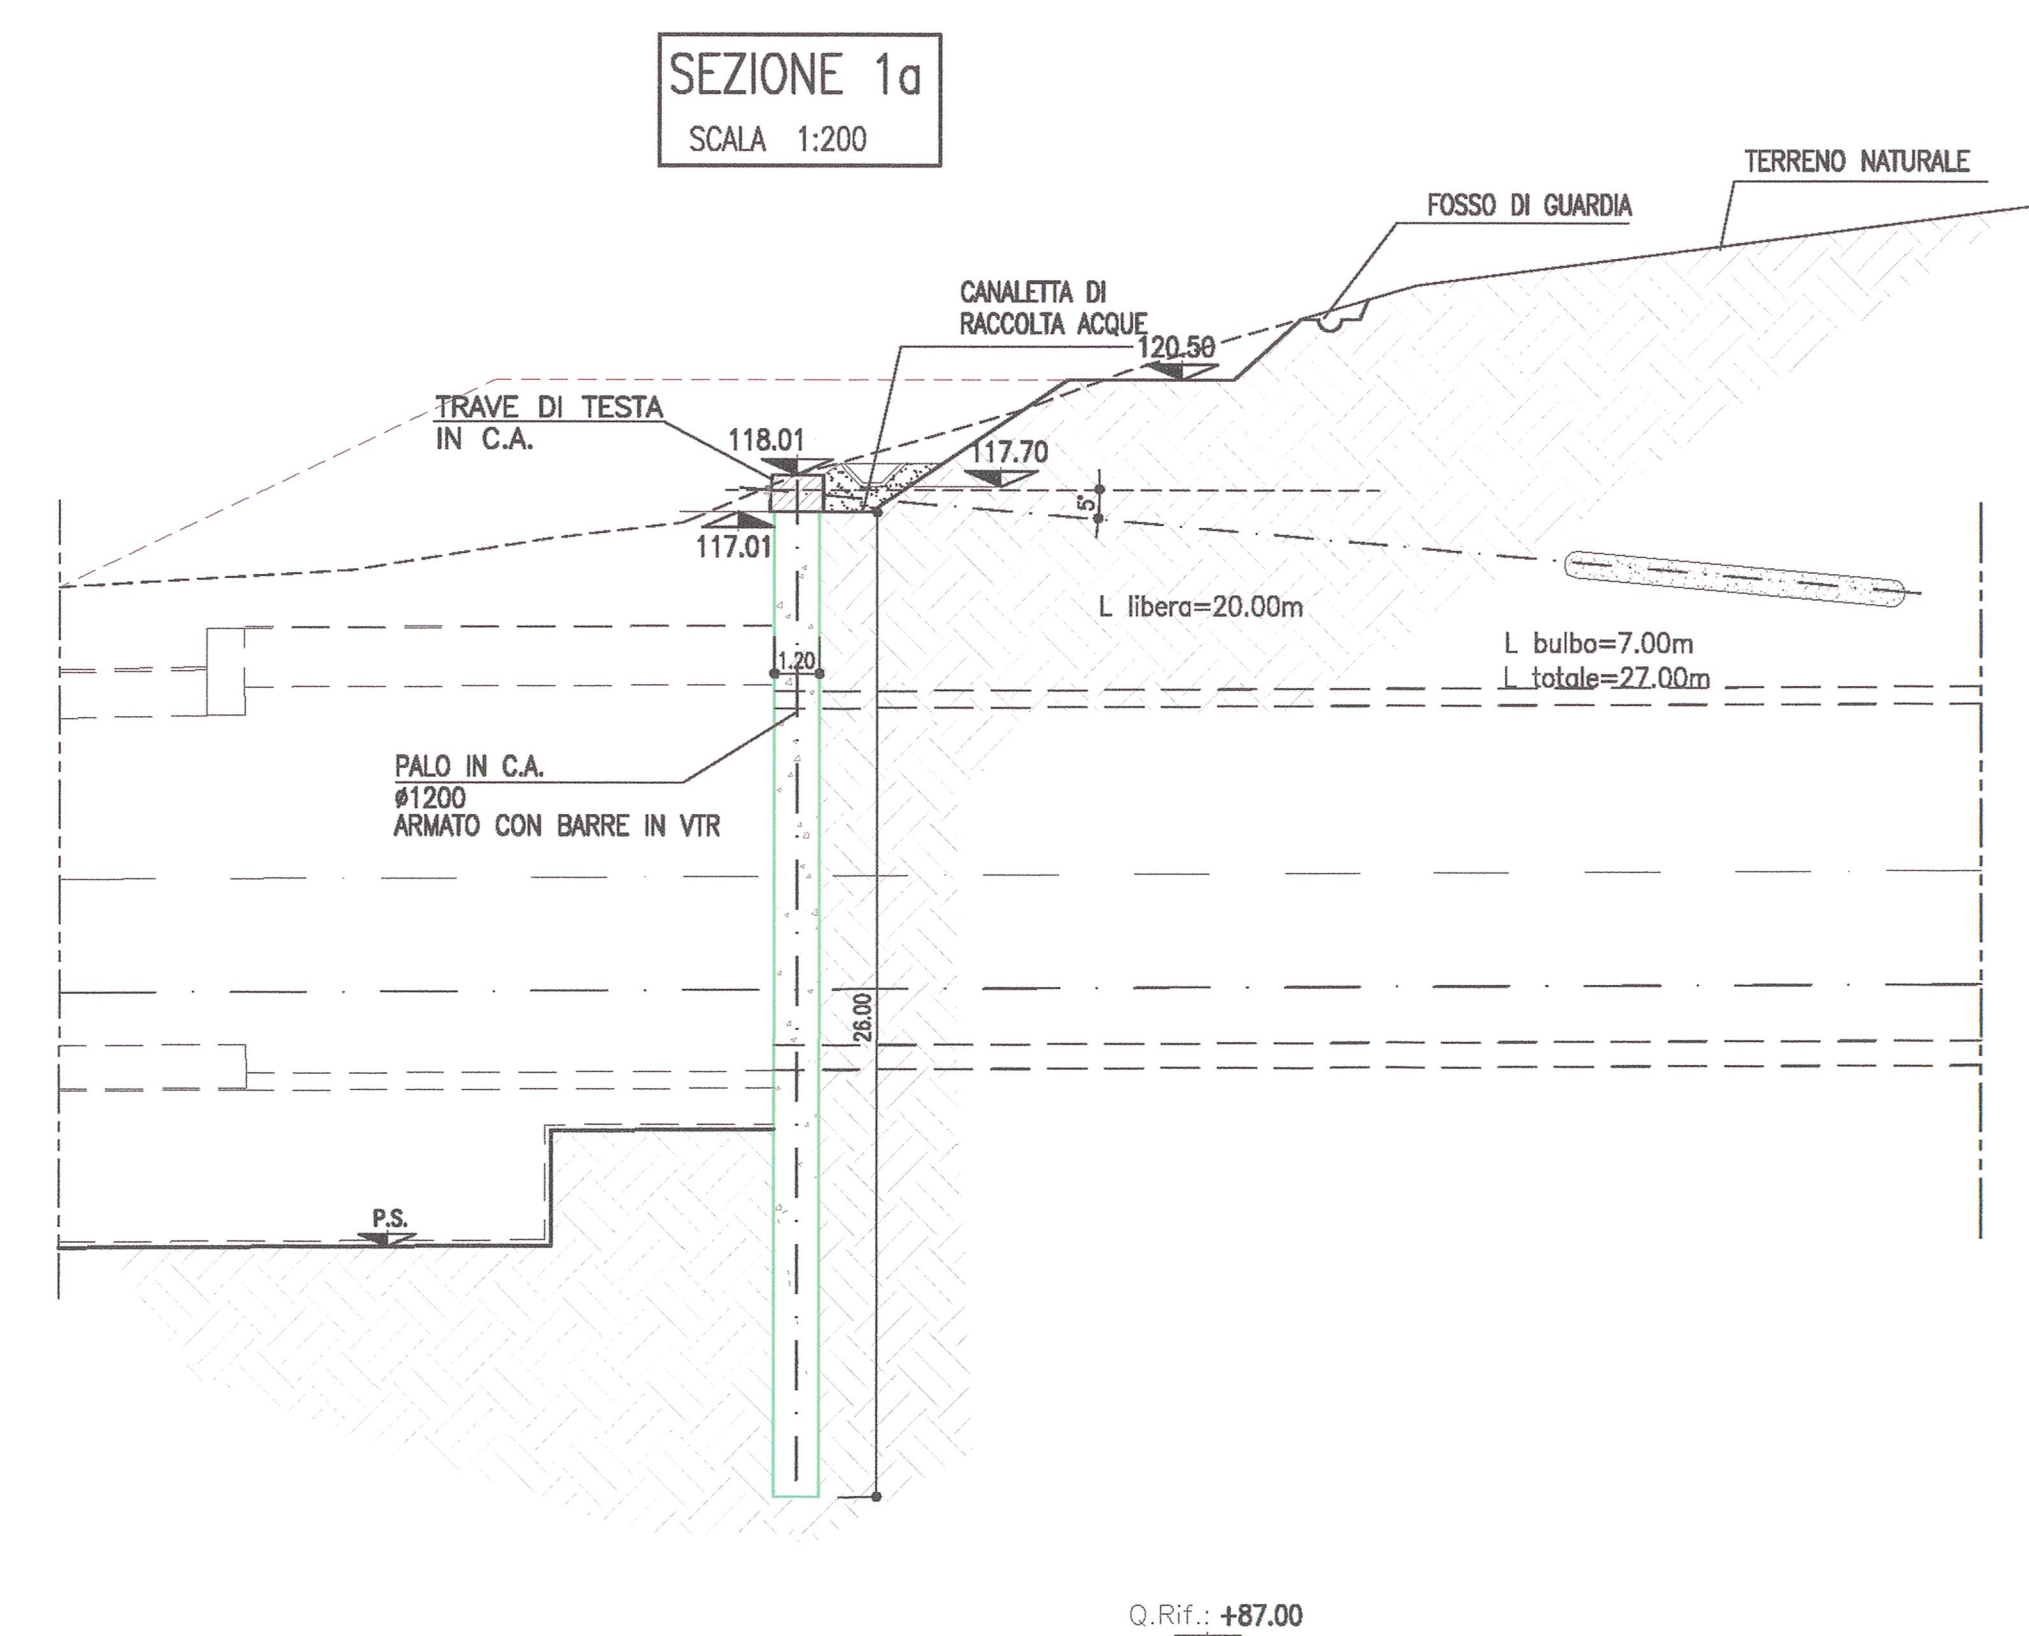 SEZIONE 1a
SCALA 1:200
TERRENO NATURALE
FOSSO DI GUARDIA
CANALETTA DI
RACCOLTA ACQUE
120.50
TRAVE DI TESTA
IN C.A.
118.01
117.70
5°
117.01
L libera=20.00m
L bulbo=7.00m
L totale=27.00m
1.20
PALO IN C.A.
ø1200
ARMATO CON BARRE IN VTR
26.00
P.S.
Q.Rif.: +87.00